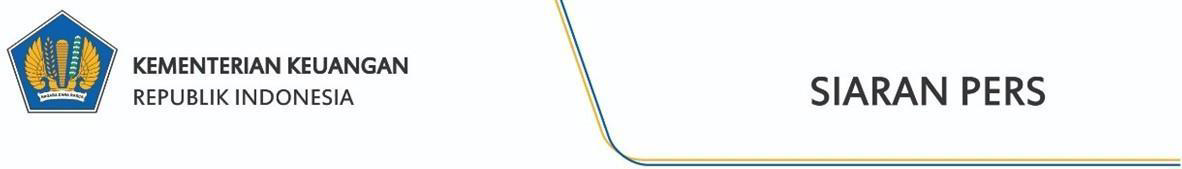 KEMENTERIAN KEUANGAN
REPUBLIK INDONESIA
SIARAN PERS